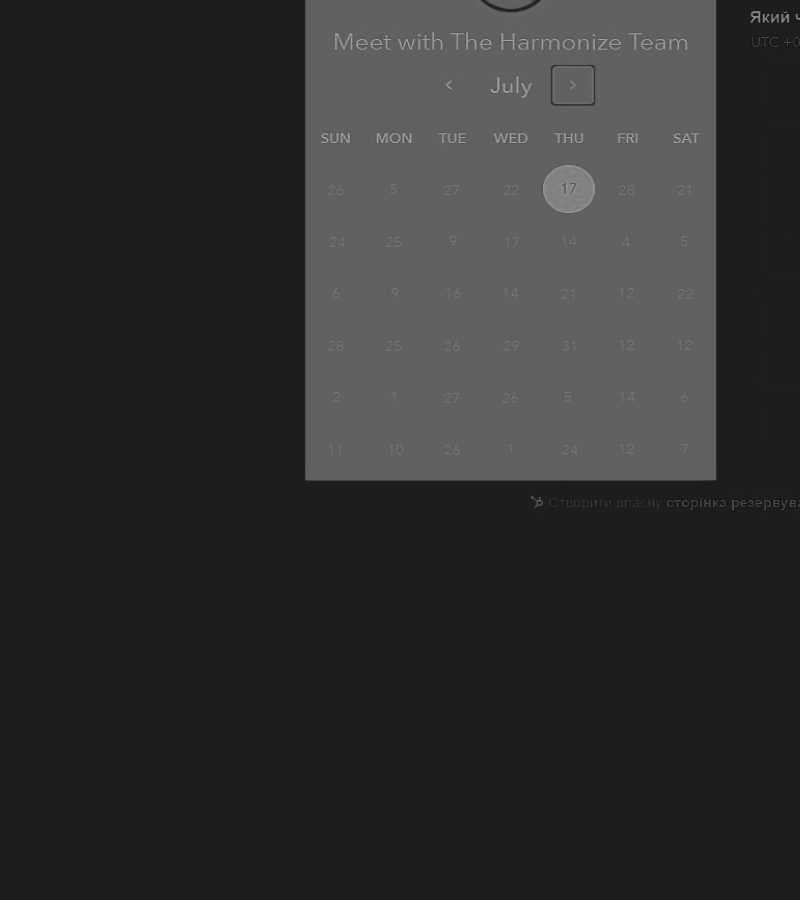 Який
UTC +0
Meet with The Harmonize Team
July
SUN MON TUE WED THU FRI SAT
26 5 27 22 17 28 21
24 25 9 17 14 4 5
6 9 16 14 21 12 22
28 25 26 29 31 12 12
2 1 27 26 5 14 6
11 10 26 1 24 12 7
Створити власну сторінка резервува